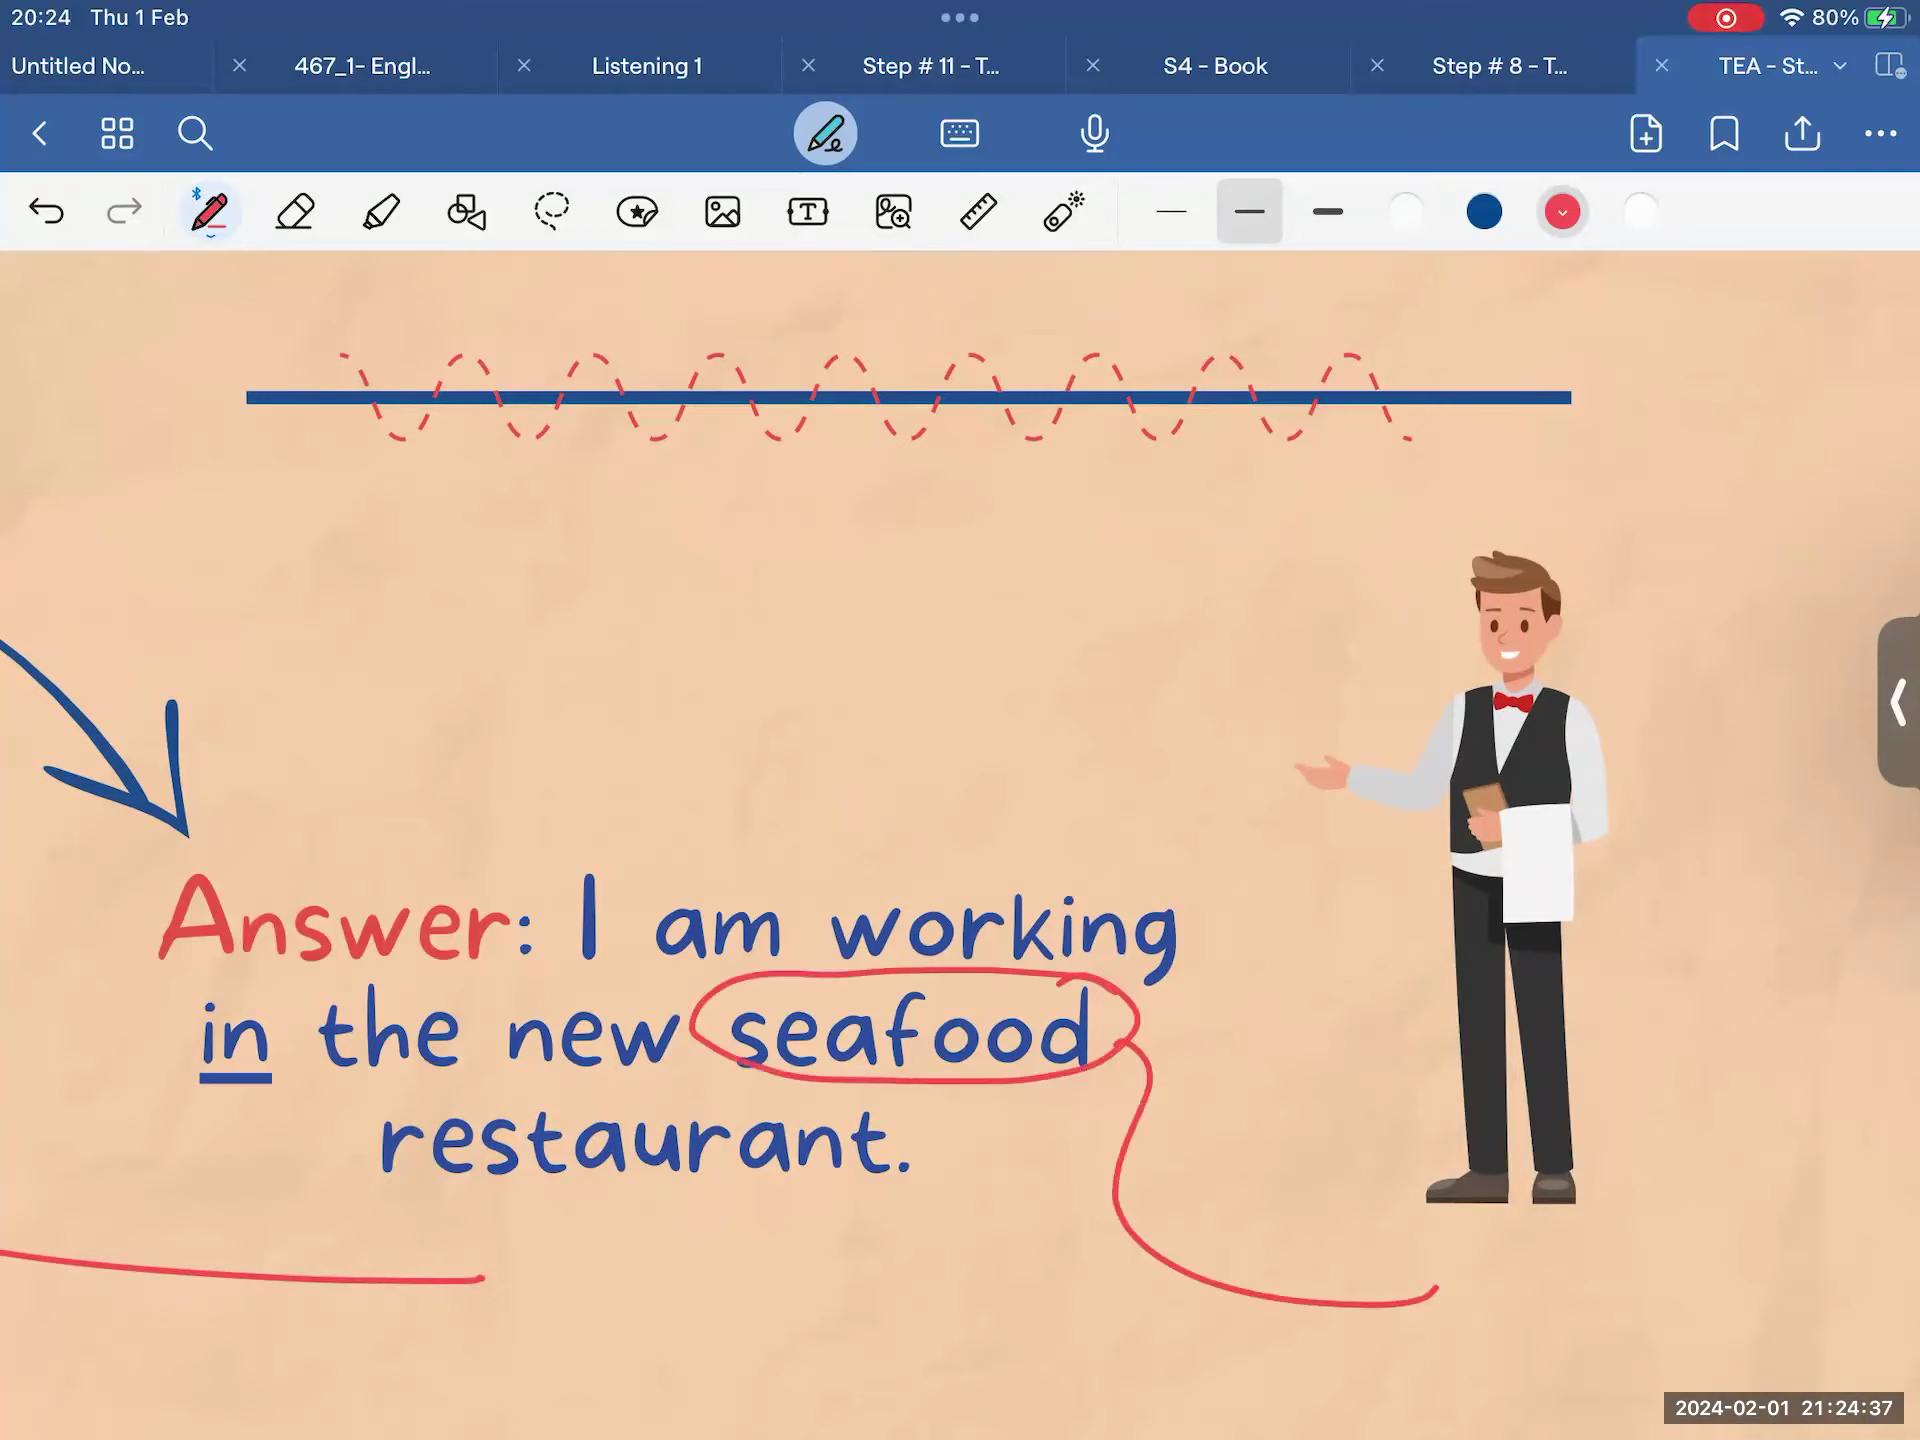 20:24 Thu 1 Feb
80%
Untitled No... 467_1- Engl... Listening 1 Step # 11 - T... S4 - Book Step # 8 - T... TEA - St...
Answer: I am working
in the new seafood
restaurant.
2024-02-01 21:24:37